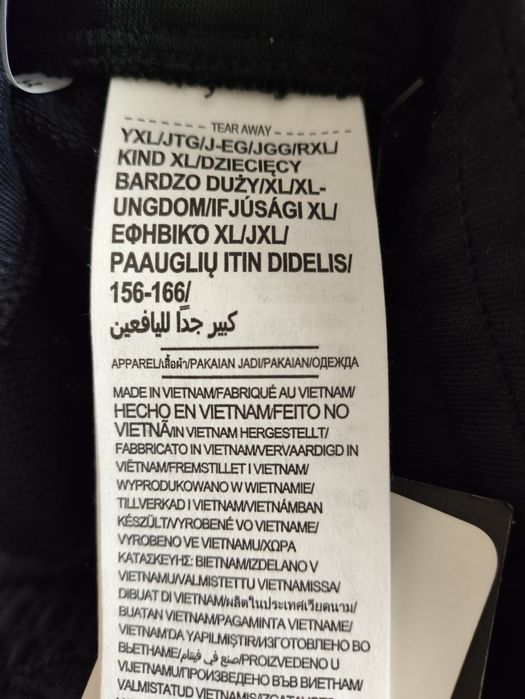 TEAR AWAY
YXL/JTG/J-EG/JGG/RXL/
KIND XL/DZIECIĘCY
BARDZO DUŻY/XL/XL-
UNGDOM/IFJÚSÁGI XL/
ΕΦΗΒΙΚΌ XL/JXL/
PAAUGLIŲ ITIN DIDELIS/
156-166/
كبير جداً لليافعين
APPAREL/เสื้อผ้า/PAKAIAN JADI/PAKAIAN/ОДЕЖДА
MADE IN VIETNAM/FABRIQUÉ AU VIETNAM/
HECHO EN VIETNAM/FEITO NO
VIETNÃ/IN VIETNAM HERGESTELLT/
FABBRICATO IN VIETNAM/VERVAARDIGD IN
VIËTNAM/FREMSTILLET I VIETNAM/
WYPRODUKOWANO W WIETNAMIE/
TILLVERKAD I VIETNAM/VIETNÁMBAN
KÉSZÜLT/VYROBENÉ VO VIETNAME/
VYROBENO VE VIETNAMU/ΧΩΡΑ
ΚΑΤΑΣΚΕΥΗΣ: ΒΙΕΤΝΑΜ/IZDELANO V
VIETNAMU/VALMISTETTU VIETNAMISSA/
DIBUAT DI VIETNAM/ผลิตในประเทศเวียดนาม/
BUATAN VIETNAM/PAGAMINTA VIETNAME/
VIETNAM'DA YAPILMIŞTIR/ИЗГОТОВЛЕНО ВО
ВЬЕТНАМЕ/صنع في فيتنام/PROIZVEDENO U
VIJETNAMU/ПРОИЗВЕДЕНО ВЪВ ВИЕТНАМ/
VALMISTATUD VIETNAMIS/IZGATAVOTS